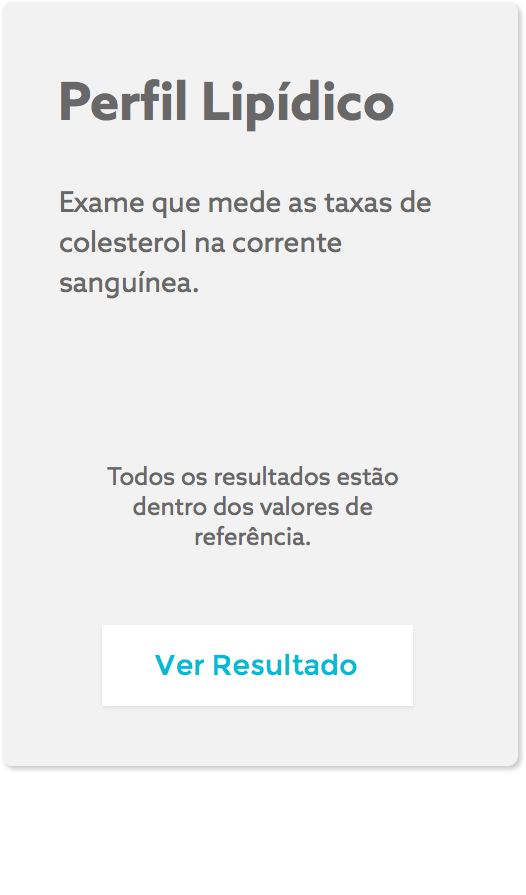 Perfil Lipídico
Exame que mede as taxas de
colesterol na corrente
sanguínea.
Todos os resultados estão
dentro dos valores de
referência.
Ver Resultado